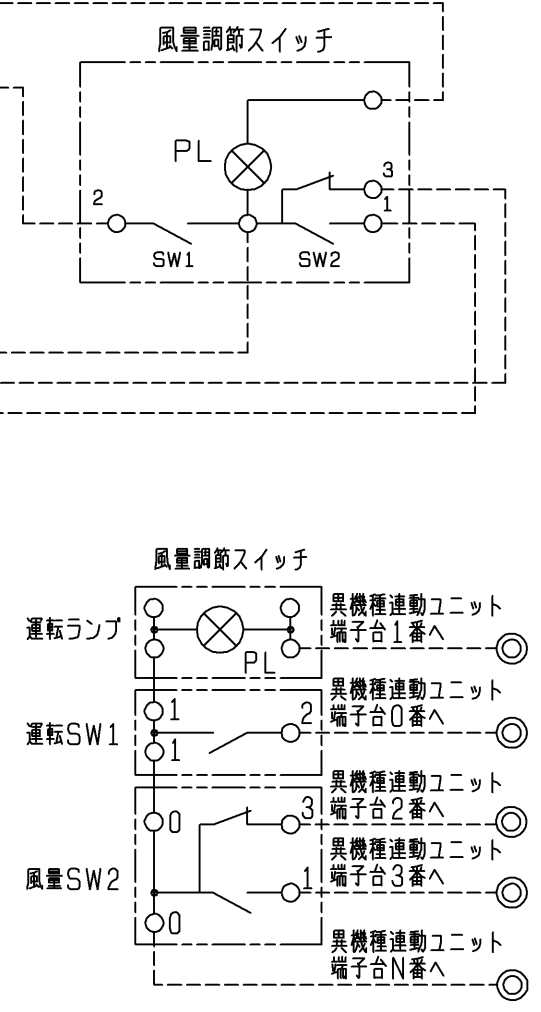 風量調節スイッチ
PL
3
2
1
SW1
SW2
風量調節スイッチ
運転ランプ
PL
異機種連動ユニット
端子台1番へ
運転SW1
1
1
2
異機種連動ユニット
端子台0番へ
風量SW2
0
0
3
異機種連動ユニット
端子台2番へ
1
異機種連動ユニット
端子台3番へ
異機種連動ユニット
端子台N番へ